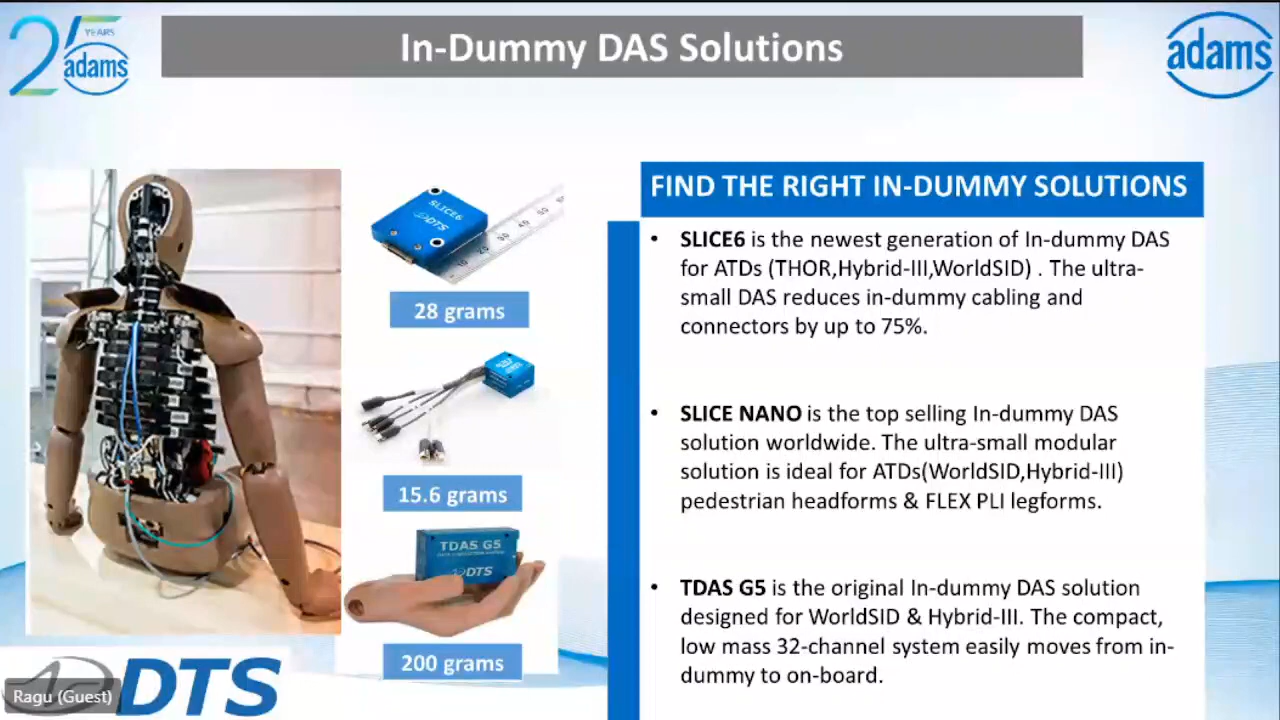 25 YEARS
adams
In-Dummy DAS Solutions
adams
SLICE6
DTS
28 grams
15.6 grams
TDAS G5
DTS
200 grams
FIND THE RIGHT IN-DUMMY SOLUTIONS
• SLICE6 is the newest generation of In-dummy DAS
for ATDs (THOR,Hybrid-III,WorldSID) . The ultra-
small DAS reduces in-dummy cabling and
connectors by up to 75%.
• SLICE NANO is the top selling In-dummy DAS
solution worldwide. The ultra-small modular
solution is ideal for ATDs(WorldSID,Hybrid-III)
pedestrian headforms & FLEX PLI legforms.
• TDAS G5 is the original In-dummy DAS solution
designed for WorldSID & Hybrid-III. The compact,
low mass 32-channel system easily moves from in-
dummy to on-board.
DTS
Ragu (Guest)